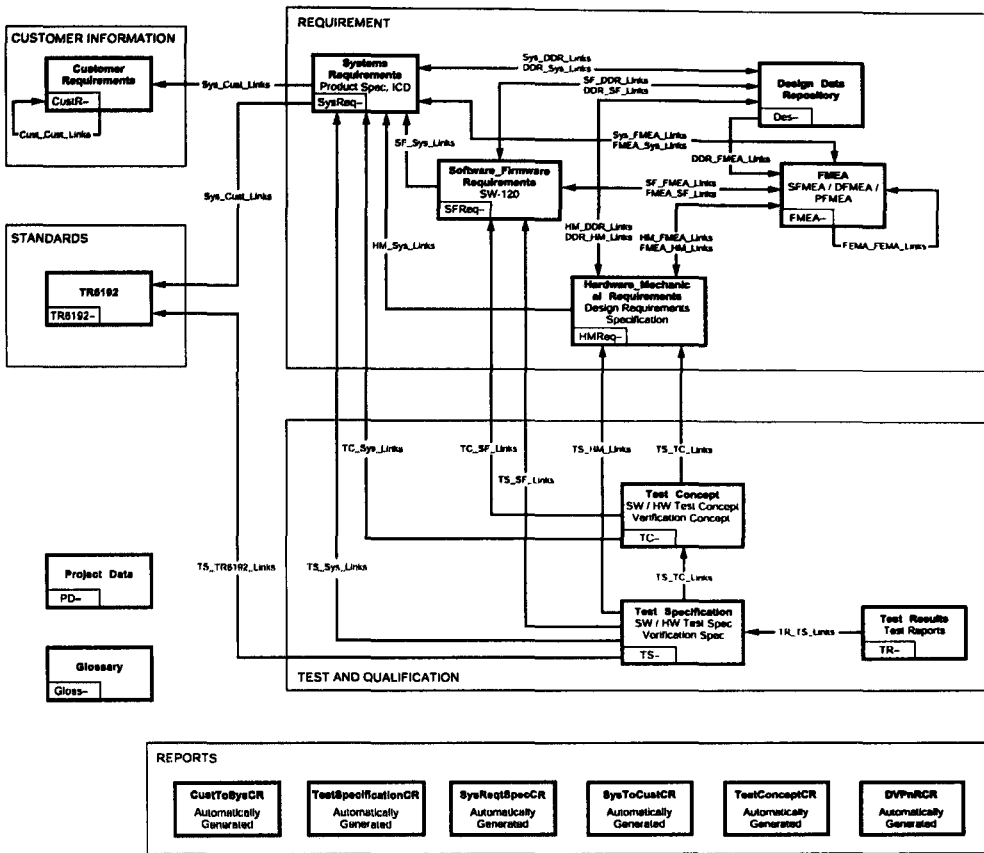 CUSTOMER INFORMATION
Customer
Requirements
CustR–
Cust_Cust_Links
STANDARDS
TR6192
TR6192–
Sys_Cust_Links
Sys_Cust_Links
REQUIREMENT
Systems
Requirements
Product Spec, ICD
SysReq–
Sys_DDR_Links
DDR_Sys_Links
SF_DDR_Links
DDR_SF_Links
Design Data
Repository
Des–
Sys_FMEA_Links
FMEA_Sys_Links
DDR_FMEA_Links
SF_Sys_Links
Software_Firmware
Requirements
SW-120
SFReq–
SF_FMEA_Links
FMEA_SF_Links
FMEA
SFMEA / DFMEA /
PFMEA
FMEA–
FEMA_FEMA_Links
HM_Sys_Links
HM_DDR_Links
DDR_HM_Links
HM_FMEA_Links
FMEA_HM_Links
Hardware_Mechanic
al Requirements
Design Requirements
Specification
HMReq–
TC_Sys_Links
TC_SF_Links
TS_HM_Links
TS_TC_Links
TS_SF_Links
Test Concept
SW / HW Test Concept
Verification Concept
TC–
TS_TR6192_Links
TS_Sys_Links
TS_TC_Links
Project Data
PD–
Test Specification
SW / HW Test Spec
Verification Spec
TS–
TR_TS_Links
Test Results
Test Reports
TR–
Glossary
Gloss–
TEST AND QUALIFICATION
REPORTS
CustToSysCR
Automatically
Generated
TestSpecificationCR
Automatically
Generated
SysReqtSpecCR
Automatically
Generated
SysToCustCR
Automatically
Generated
TestConceptCR
Automatically
Generated
DVPnRCR
Automatically
Generated